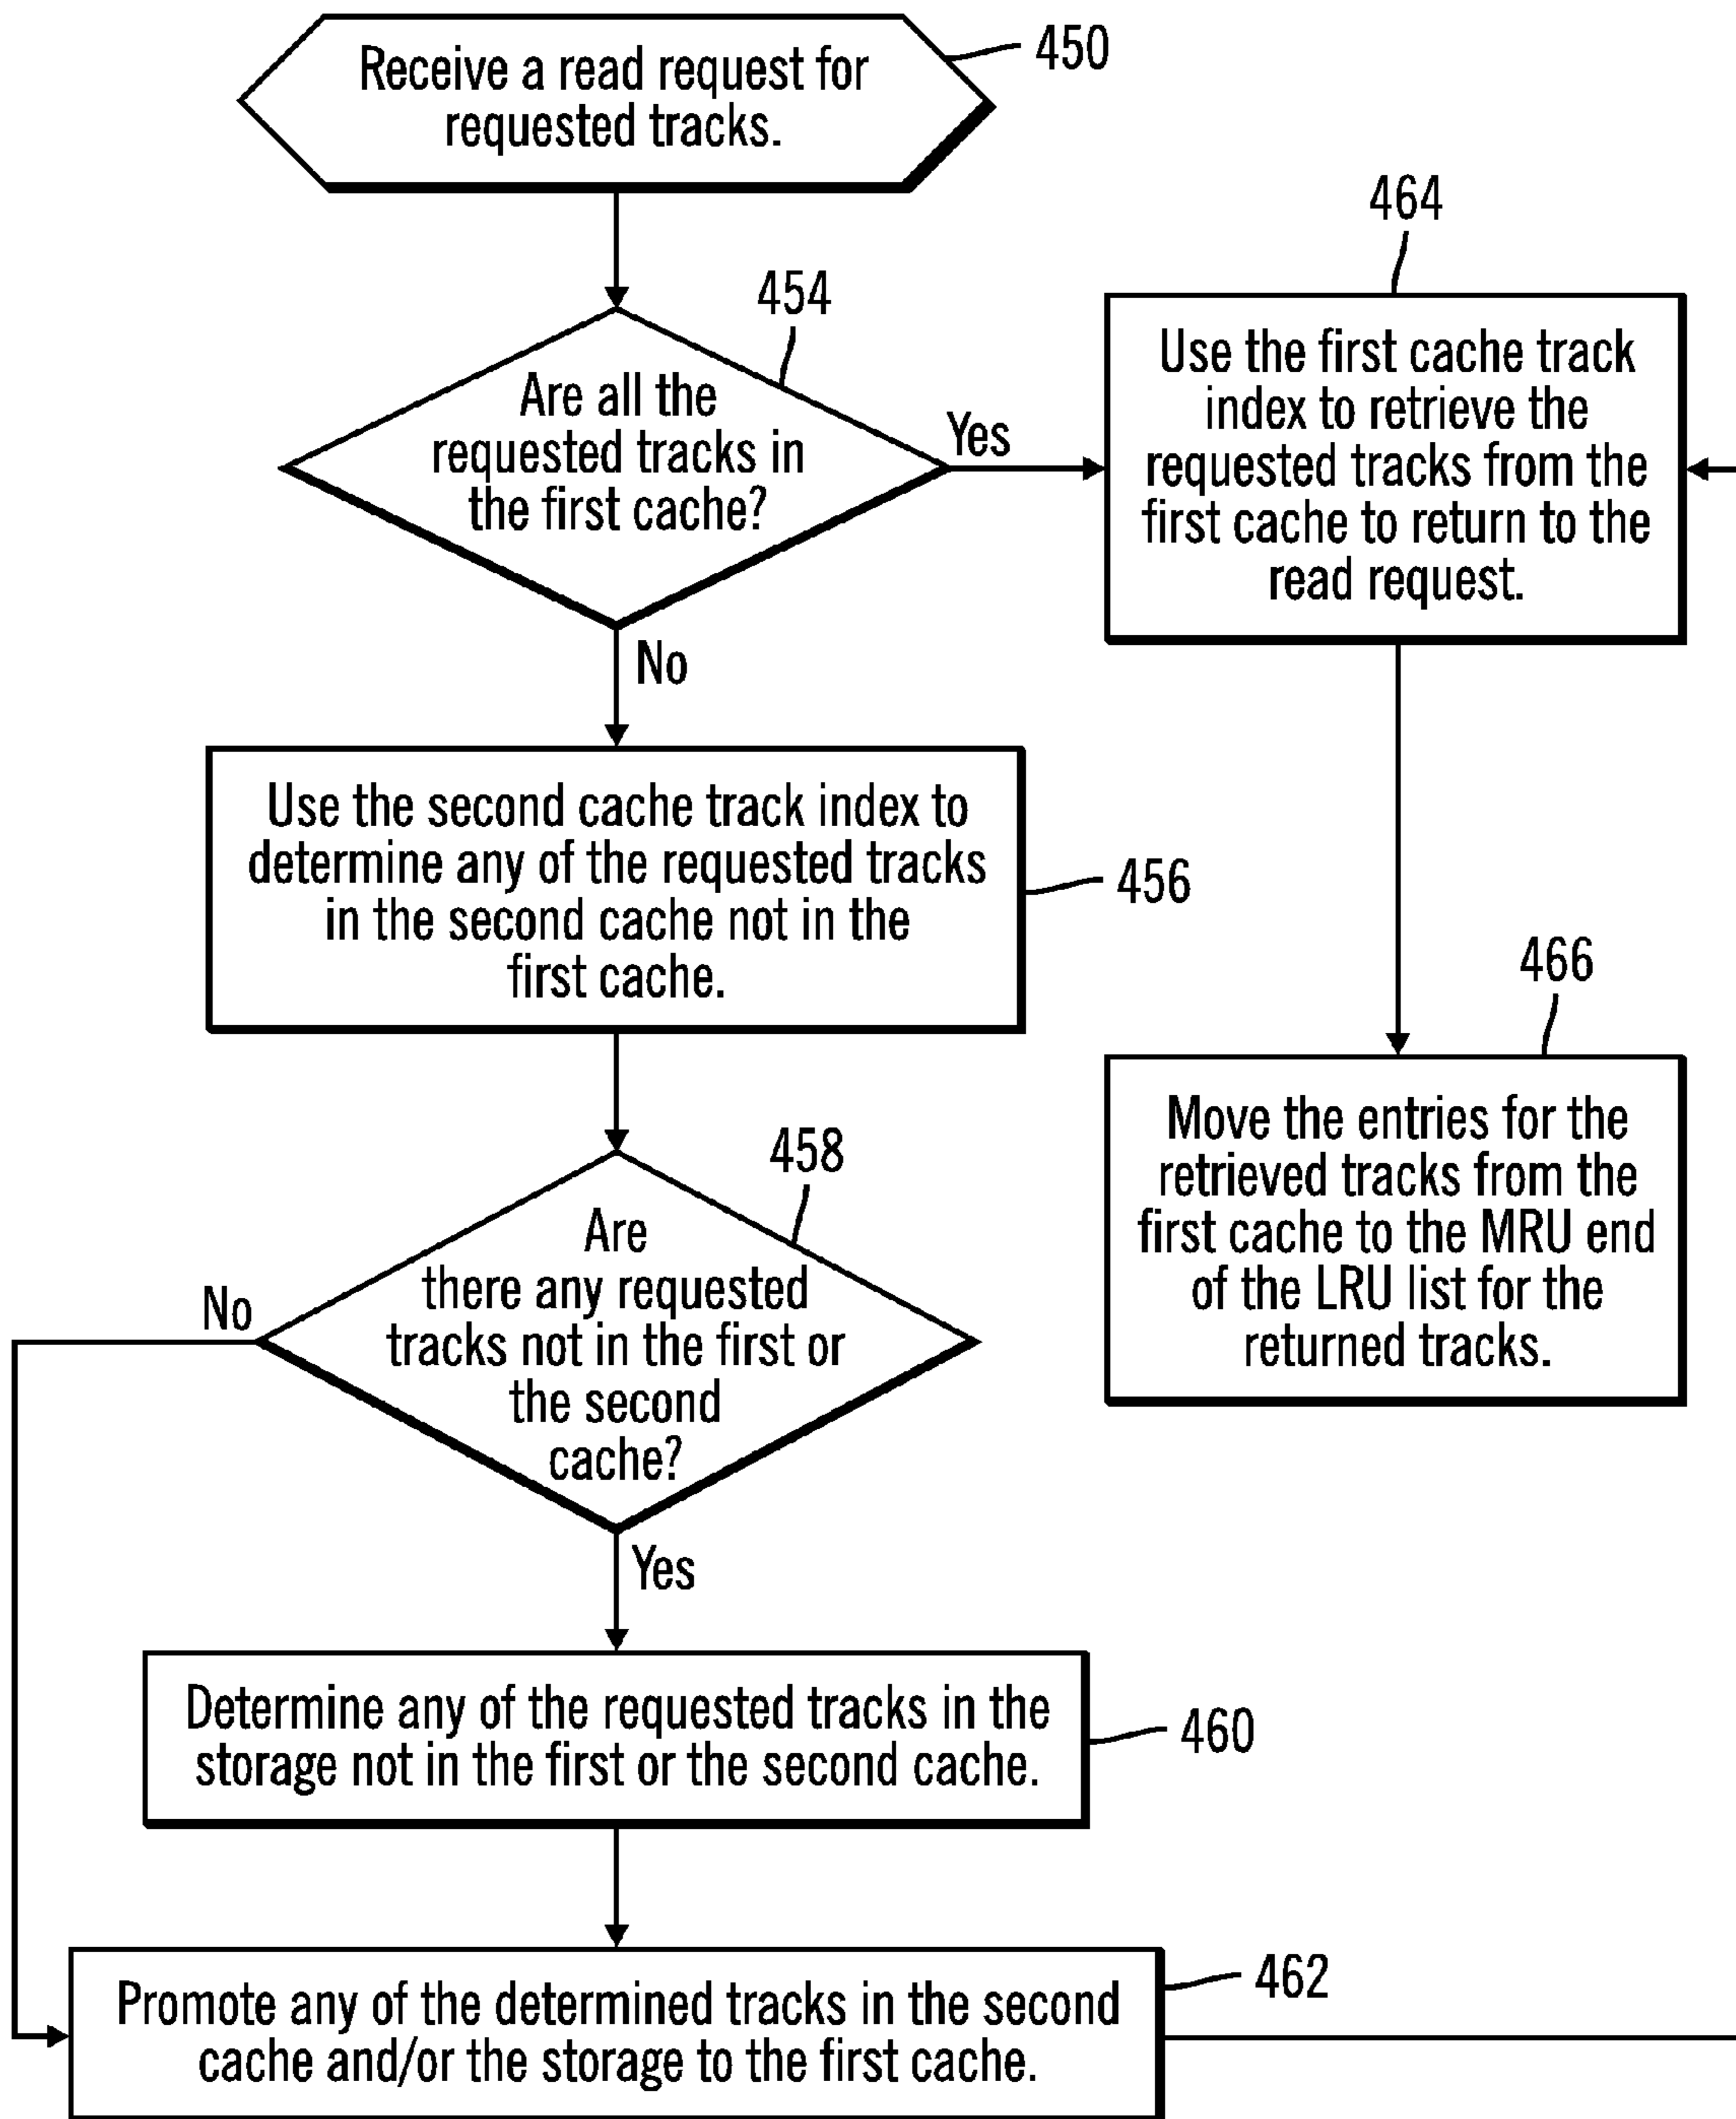 Receive a read request for
requested tracks.
450
454
Are all the
requested tracks in
the first cache?
Yes
No
464
Use the first cache track
index to retrieve the
requested tracks from the
first cache to return to the
read request.
Use the second cache track index to
determine any of the requested tracks
in the second cache not in the
first cache.
456
466
Move the entries for the
retrieved tracks from the
first cache to the MRU end
of the LRU list for the
returned tracks.
458
Are
there any requested
tracks not in the first or
the second
cache?
No
Yes
Determine any of the requested tracks in the
storage not in the first or the second cache.
460
Promote any of the determined tracks in the second
cache and/or the storage to the first cache.
462